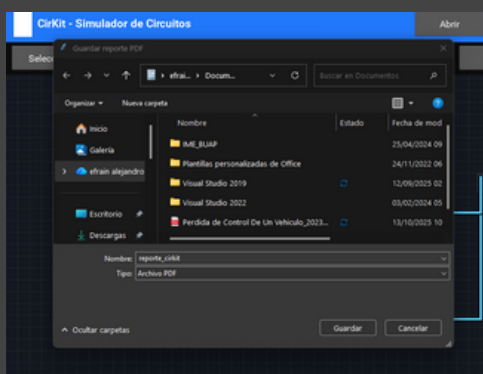 CirKit - Simulador de Circuitos
Abrir
Selec
Guardar reporte PDF
efrai... > Docum...
Buscar en Documentos
Organizar
Nueva carpeta
Nombre
Estado
Fecha de mod
Inicio
Galería
efrain alejandro
Escritorio
Descargas
IME_BUAP
25/04/2024 09
Plantillas personalizadas de Office
24/11/2022 06
Visual Studio 2019
12/09/2025 02
Visual Studio 2022
03/02/2024 05
Perdida de Control De Un Vehiculo_2023...
13/10/2025 10
Nombre: reporte_cirkit
Tipo: Archivo PDF
Ocultar carpetas
Guardar
Cancelar